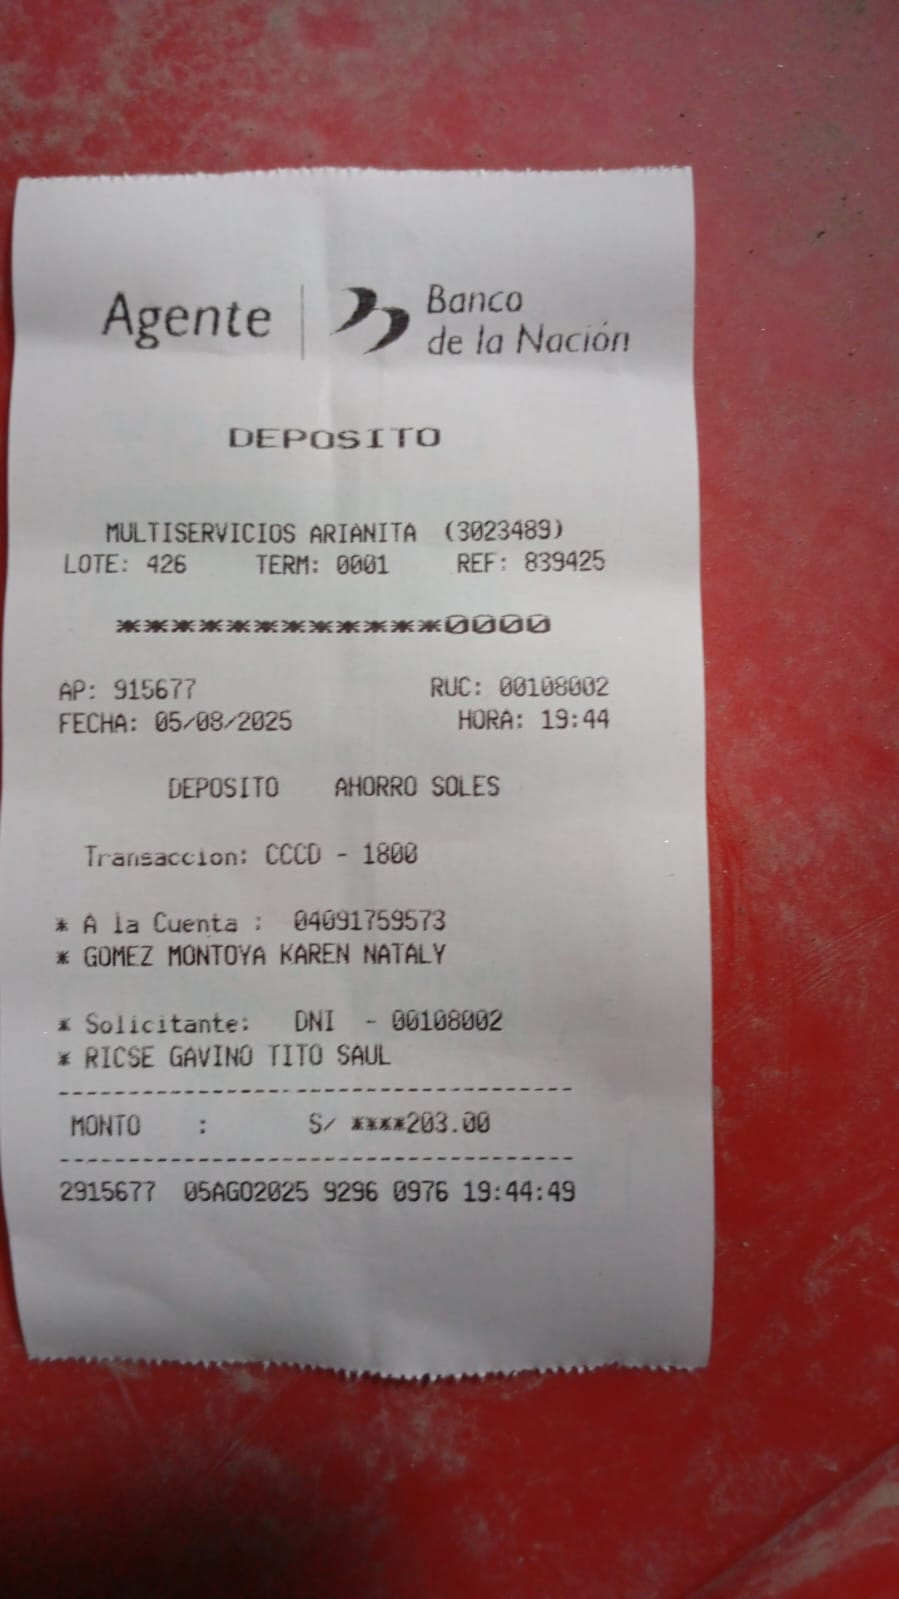 Agente Banco
de la Nación
DEPOSITO
MULTISERVICIOS ARIANITA (3023489)
LOTE: 426 TERM: 0001 REF: 839425
************0000
AP: 915677 RUC: 00108002
FECHA: 05/08/2025 HORA: 19:44
DEPOSITO AHORRO SOLES
Transaccion: CCCD - 1800
* A la Cuenta : 04091759573
* GOMEZ MONTOYA KAREN NATALY
* Solicitante: DNI - 00108002
* RICSE GAVINO TITO SAUL
--------------------------------------
MONTO : S/ ****203.00
--------------------------------------
2915677 05AGO2025 9296 0976 19:44:49